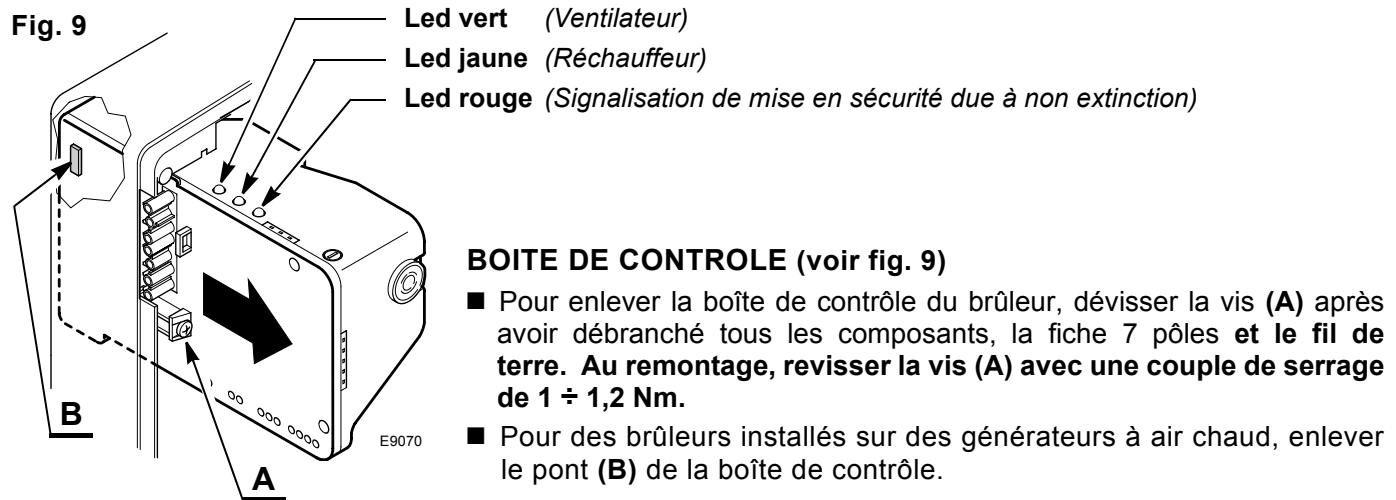 Fig. 9
Led vert (Ventilateur)
Led jaune (Réchauffeur)
Led rouge (Signalisation de mise en sécurité due à non extinction)
B
A
E9070
BOITE DE CONTROLE (voir fig. 9)
■ Pour enlever la boîte de contrôle du brûleur, dévisser la vis (A) après
avoir débranché tous les composants, la fiche 7 pôles et le fil de
terre. Au remontage, revisser la vis (A) avec une couple de serrage
de 1 ÷ 1,2 Nm.
■ Pour des brûleurs installés sur des générateurs à air chaud, enlever
le pont (B) de la boîte de contrôle.